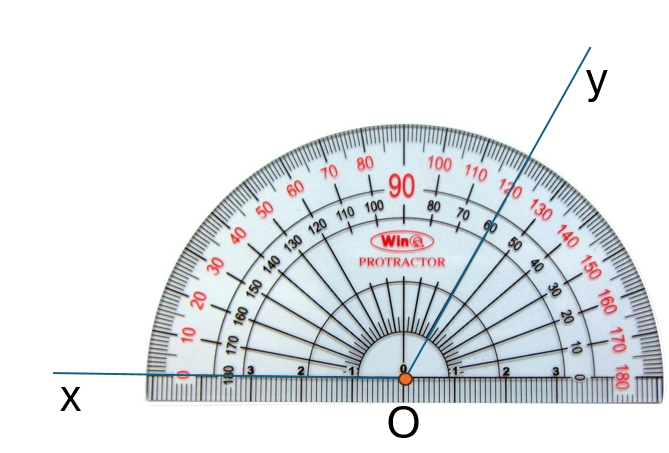 y
80 100
70 110
60 120
50 90 130
40 140
30 150
20 160
10 170
0 180
100 80
110 70
120 60
130 50
140 40
150 30
160 20
170 10
180 0
WinQ
PROTRACTOR
3 2 1 0 1 2 3
x
O